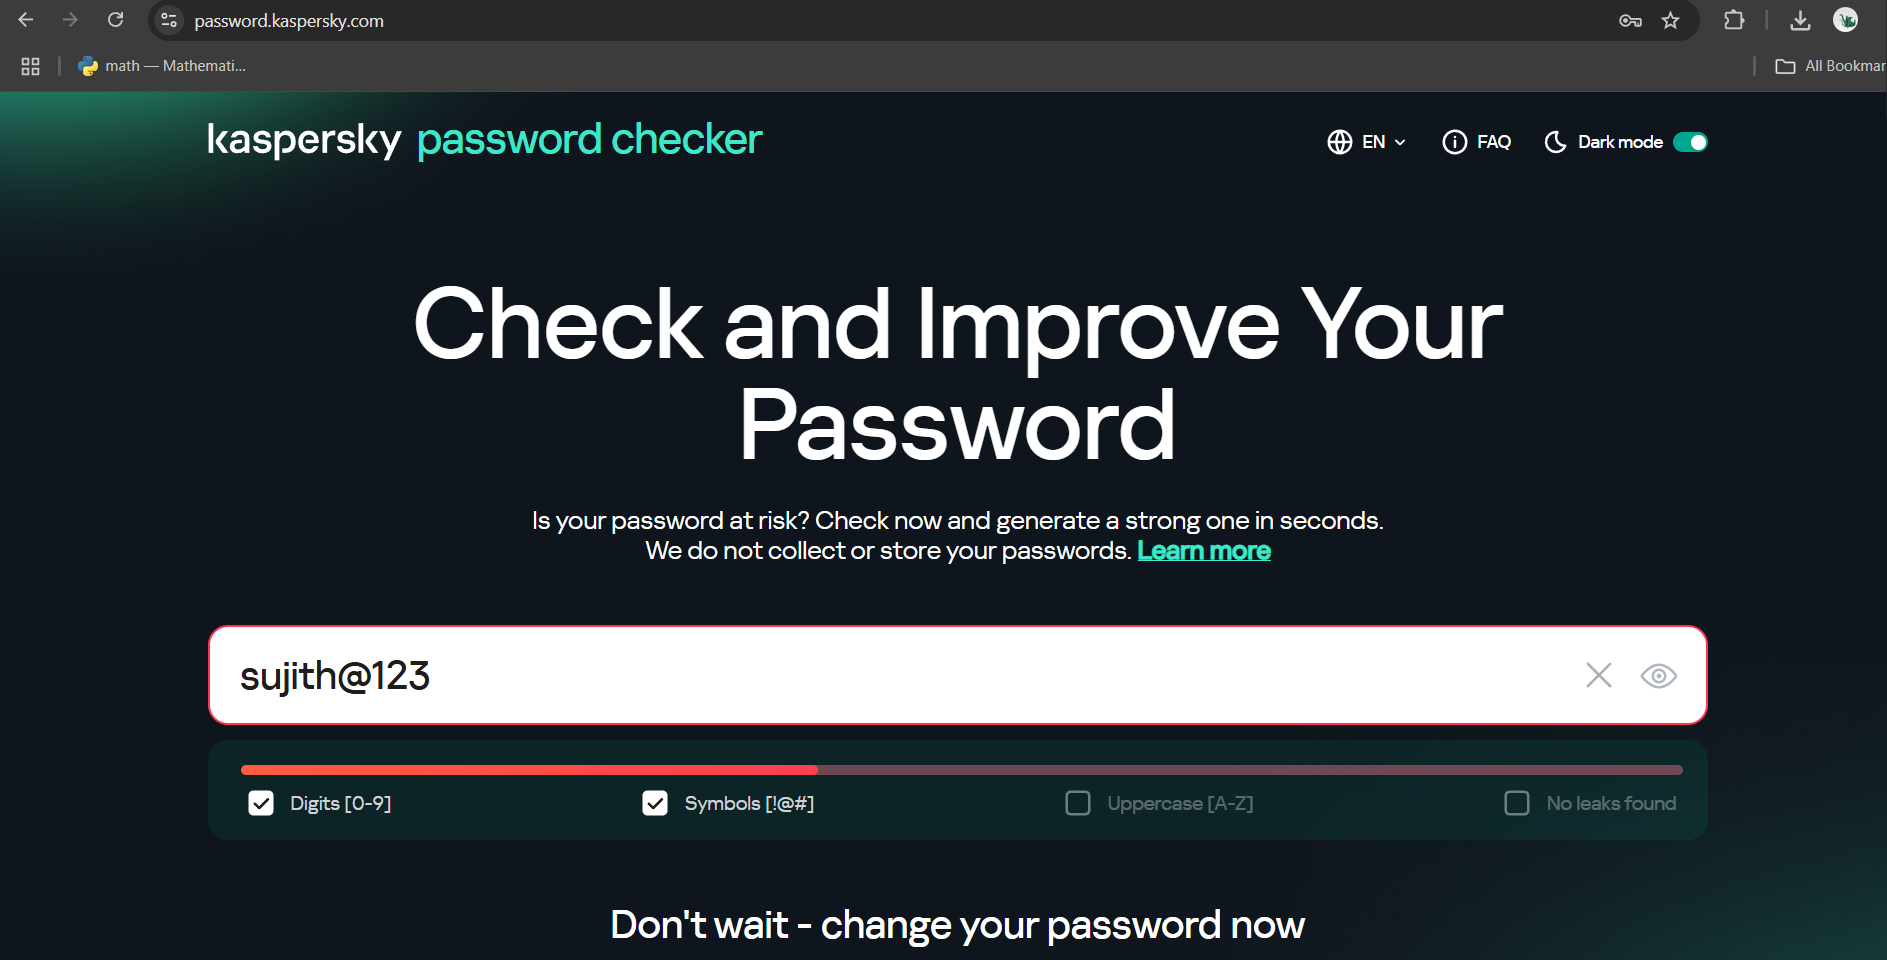 password.kaspersky.com
math — Mathemati...
All Bookmar
kaspersky password checker
EN
FAQ
Dark mode
Check and Improve Your
Password
Is your password at risk? Check now and generate a strong one in seconds.
We do not collect or store your passwords. Learn more
sujith@123
Digits [0-9]
Symbols [!@#]
Uppercase [A-Z]
No leaks found
Don't wait - change your password now